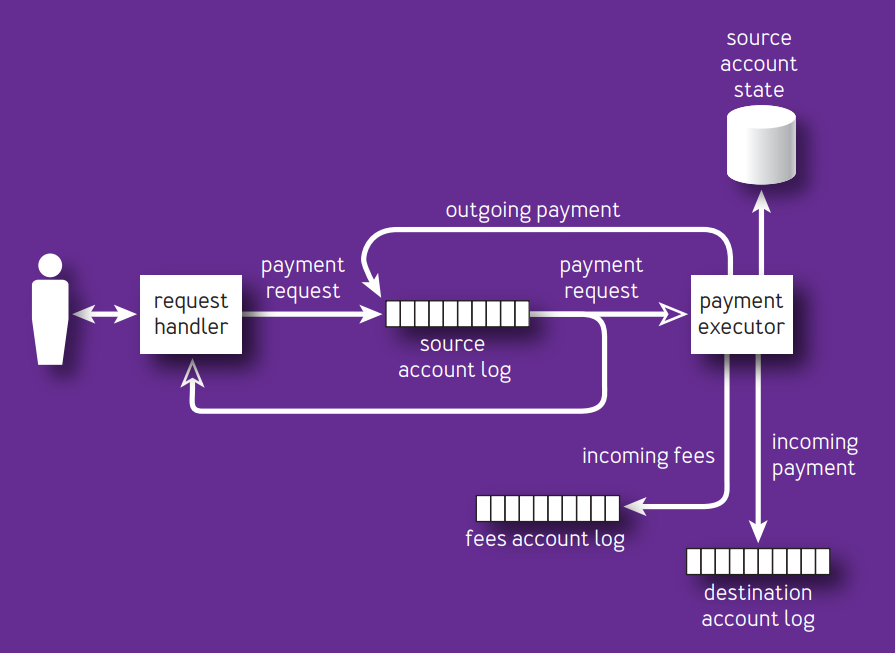 source
account
state
outgoing payment
payment
request
payment
request
request
handler
payment
executor
source
account log
incoming fees
incoming
payment
fees account log
destination
account log